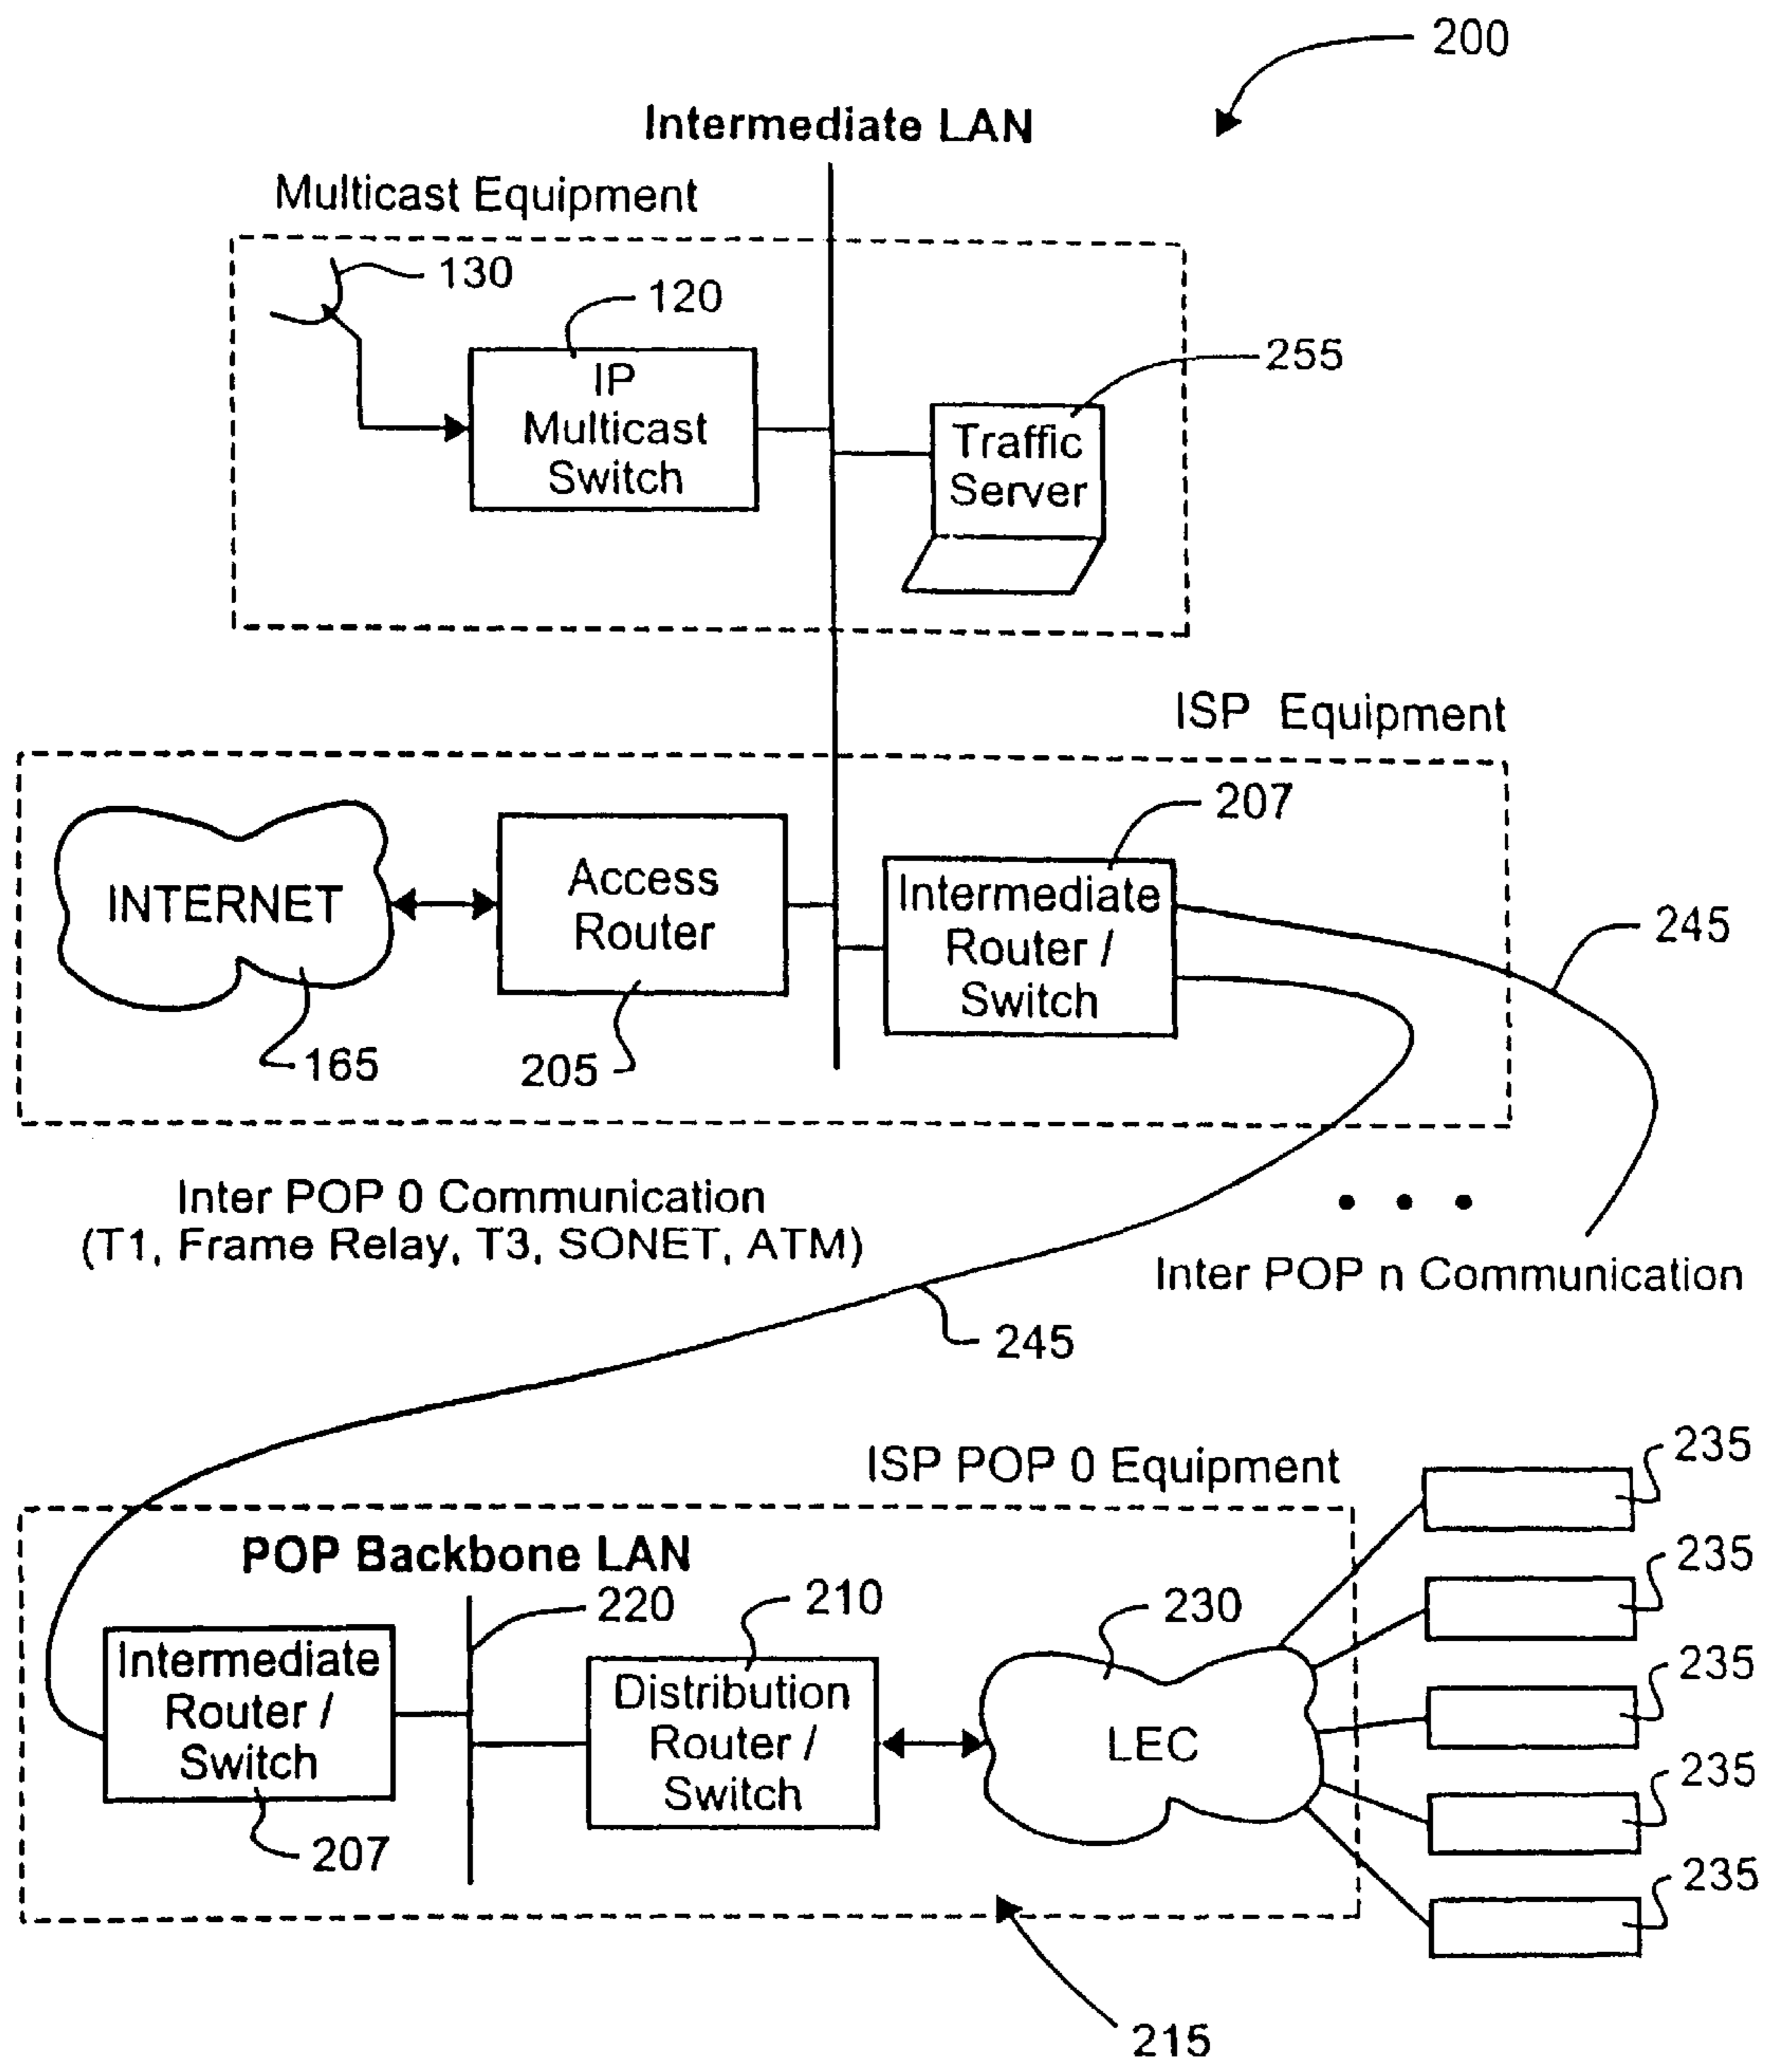 200
Intermediate LAN
Multicast Equipment
130
120
255
IP
Multicast
Switch
Traffic
Server
ISP Equipment
207
INTERNET
Access
Router
Intermediate
Router /
Switch
245
165
205
Inter POP 0 Communication
(T1, Frame Relay, T3, SONET, ATM)
• • •
Inter POP n Communication
245
ISP POP 0 Equipment
235
POP Backbone LAN
235
220
210
230
235
Intermediate
Router /
Switch
Distribution
Router /
Switch
LEC
235
207
235
215